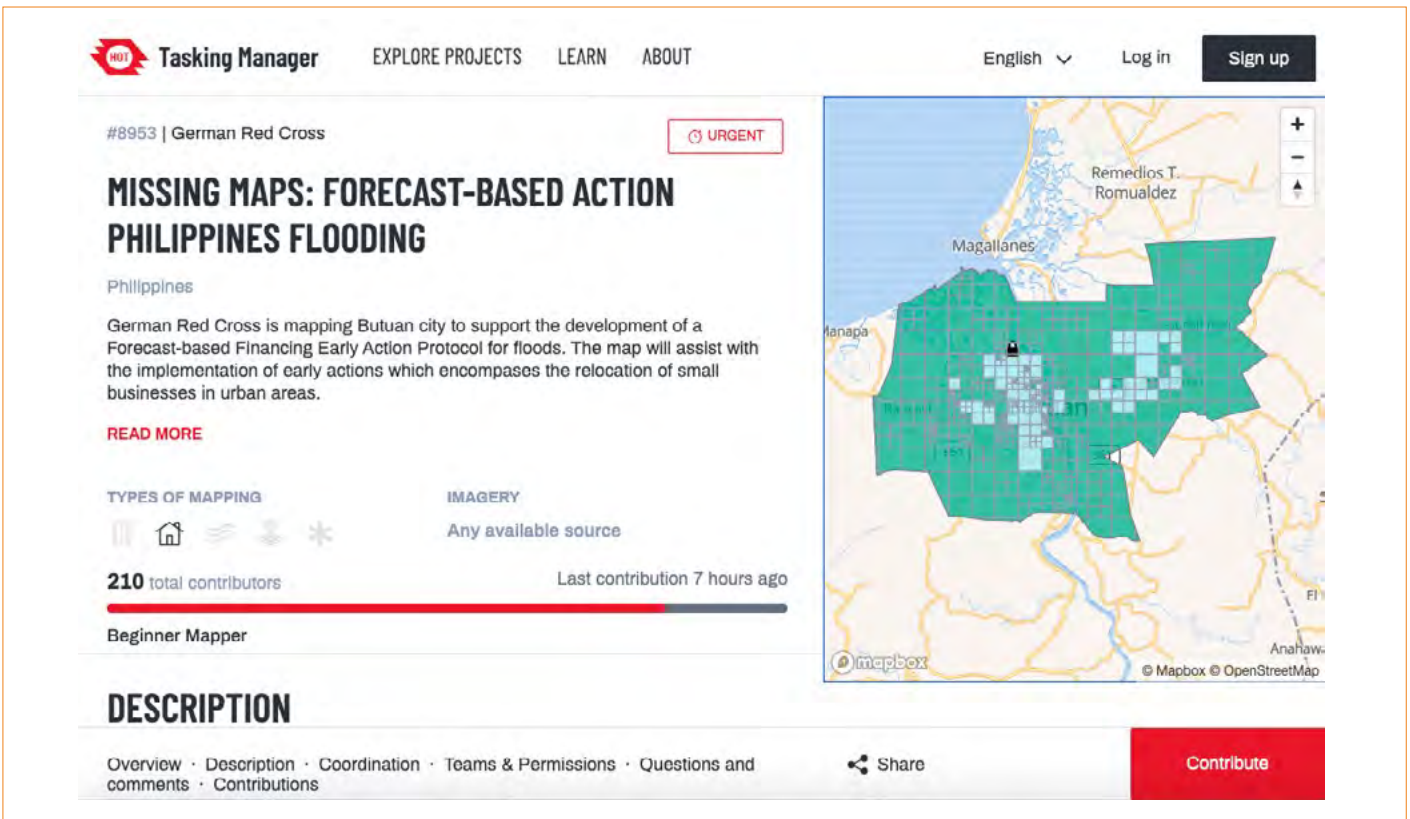 HOT
Tasking Manager
EXPLORE PROJECTS
LEARN
ABOUT
English
Log in
Sign up
#8953 | German Red Cross
URGENT
MISSING MAPS: FORECAST-BASED ACTION
PHILIPPINES FLOODING
Philippines
German Red Cross is mapping Butuan city to support the development of a
Forecast-based Financing Early Action Protocol for floods. The map will assist with
the implementation of early actions which encompases the relocation of small
businesses in urban areas.
READ MORE
TYPES OF MAPPING
IMAGERY
Any available source
210 total contributors
Last contribution 7 hours ago
Beginner Mapper
Remedios T.
Romualdez
Magallanes
Manapa
an
El
Anahaw
mapbox
© Mapbox © OpenStreetMap
DESCRIPTION
Overview · Description · Coordination · Teams & Permissions · Questions and
comments · Contributions
Share
Contribute